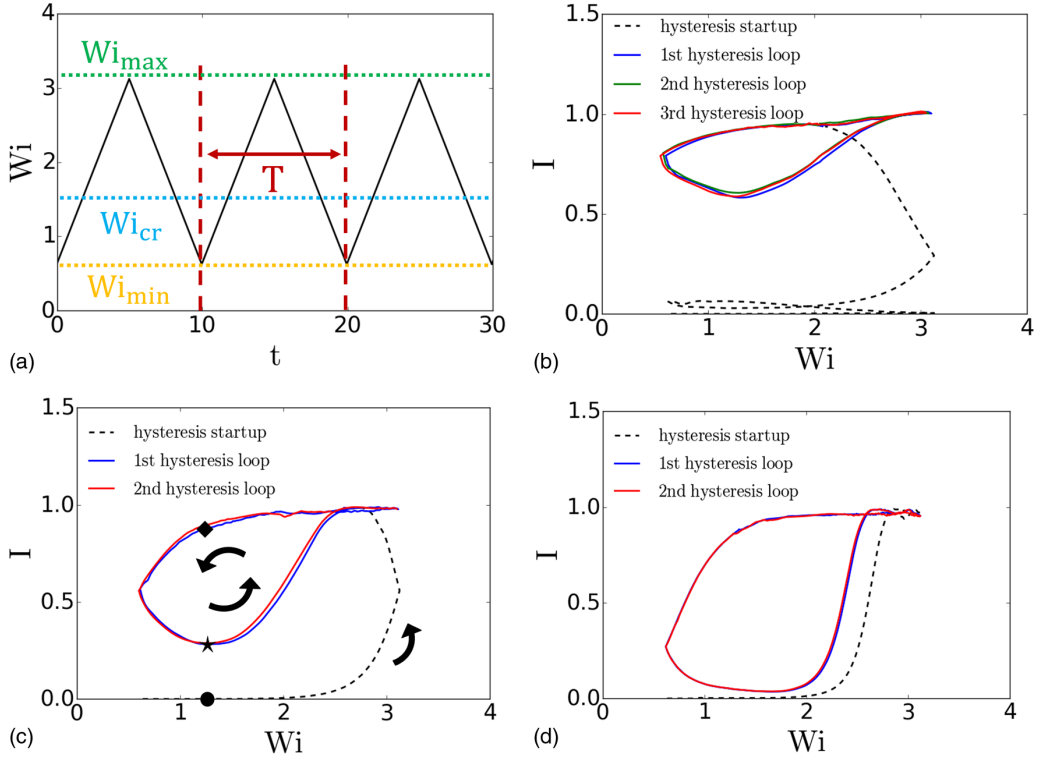 4
Wi_max
3
Wi
2
T
Wi_cr
1
Wi_min
0
0 10 20 30
t
(a)
1.5
hysteresis startup
1st hysteresis loop
2nd hysteresis loop
1.0
3rd hysteresis loop
I
0.5
0.0
0 1 2 3 4
Wi
(b)
1.5
hysteresis startup
1st hysteresis loop
2nd hysteresis loop
1.0
I
0.5
0.0
0 1 2 3 4
Wi
(c)
1.5
hysteresis startup
1st hysteresis loop
2nd hysteresis loop
1.0
I
0.5
0.0
0 1 2 3 4
Wi
(d)